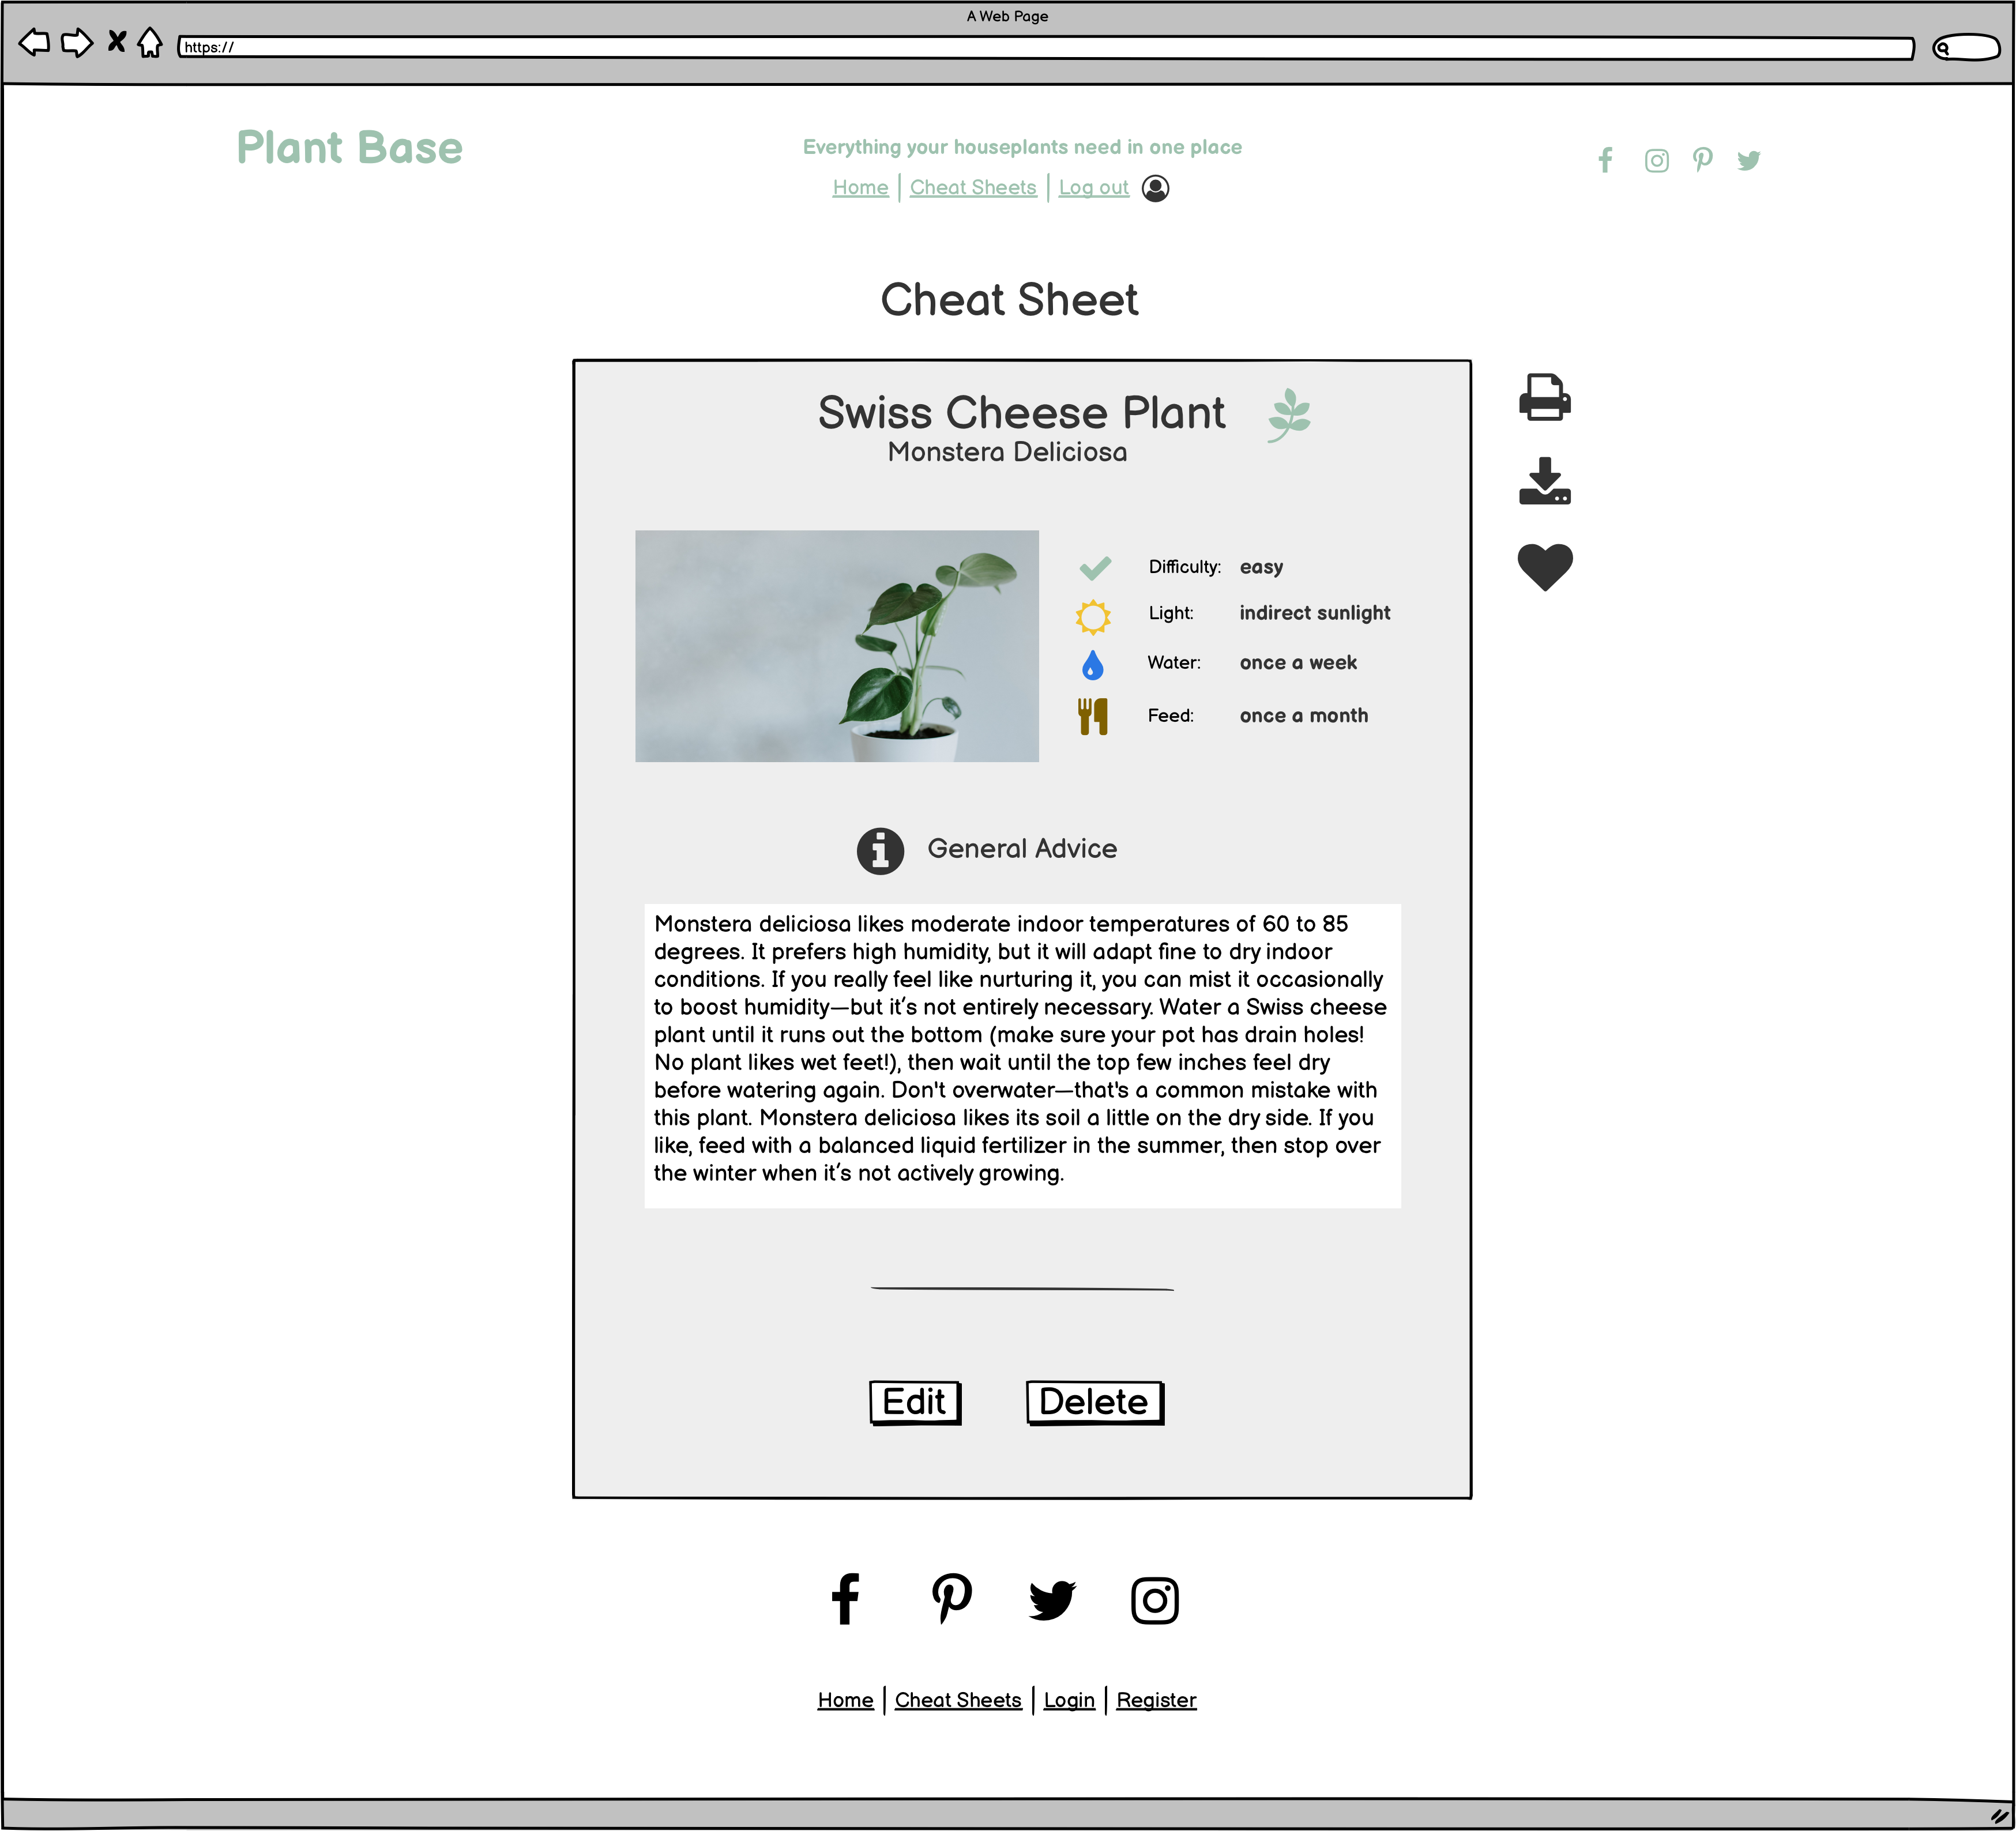 A Web Page
https://
Plant Base
Everything your houseplants need in one place
Home | Cheat Sheets | Log out
Cheat Sheet
Swiss Cheese Plant
Monstera Deliciosa
Difficulty: easy
Light: indirect sunlight
Water: once a week
Feed: once a month
General Advice
Monstera deliciosa likes moderate indoor temperatures of 60 to 85
degrees. It prefers high humidity, but it will adapt fine to dry indoor
conditions. If you really feel like nurturing it, you can mist it occasionally
to boost humidity—but it’s not entirely necessary. Water a Swiss cheese
plant until it runs out the bottom (make sure your pot has drain holes!
No plant likes wet feet!), then wait until the top few inches feel dry
before watering again. Don't overwater—that's a common mistake with
this plant. Monstera deliciosa likes its soil a little on the dry side. If you
like, feed with a balanced liquid fertilizer in the summer, then stop over
the winter when it’s not actively growing.
Edit Delete
Home | Cheat Sheets | Login | Register